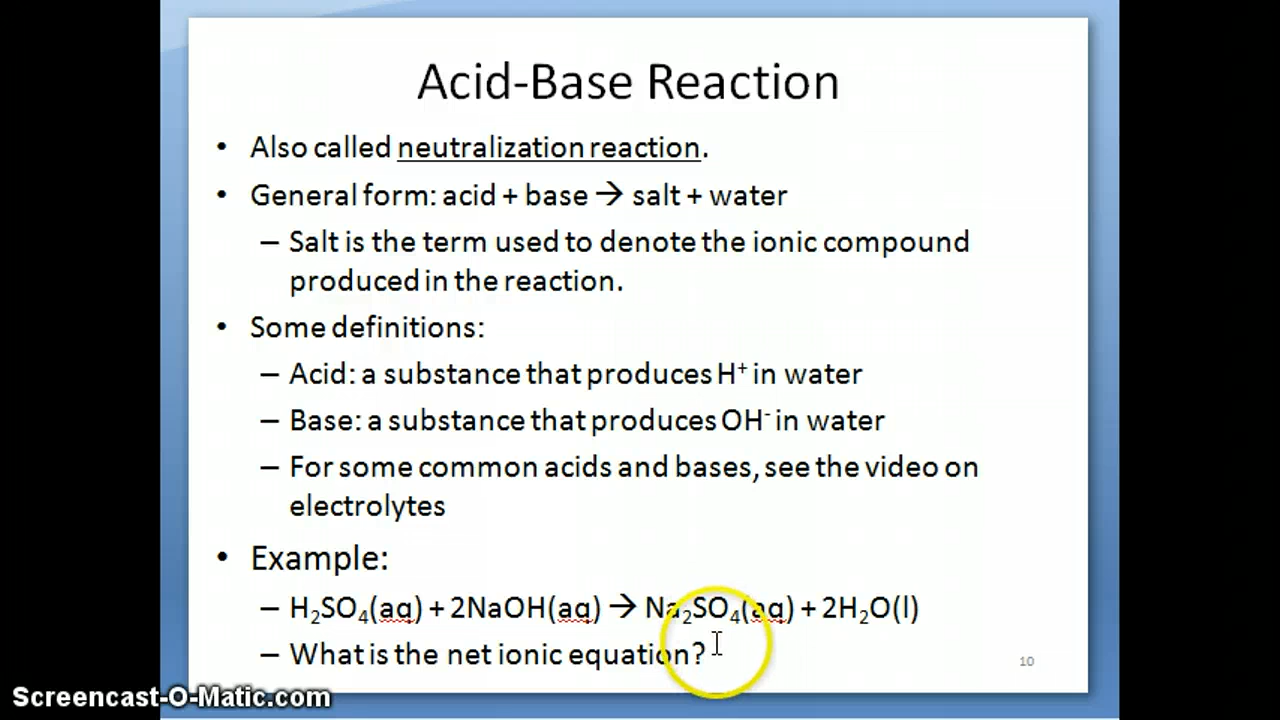 Acid-Base Reaction
• Also called neutralization reaction.
• General form: acid + base → salt + water
– Salt is the term used to denote the ionic compound
produced in the reaction.
• Some definitions:
– Acid: a substance that produces H⁺ in water
– Base: a substance that produces OH⁻ in water
– For some common acids and bases, see the video on
electrolytes
• Example:
– H₂SO₄(aq) + 2NaOH(aq) → Na₂SO₄(aq) + 2H₂O(l)
– What is the net ionic equation?
10
Screencast-O-Matic.com